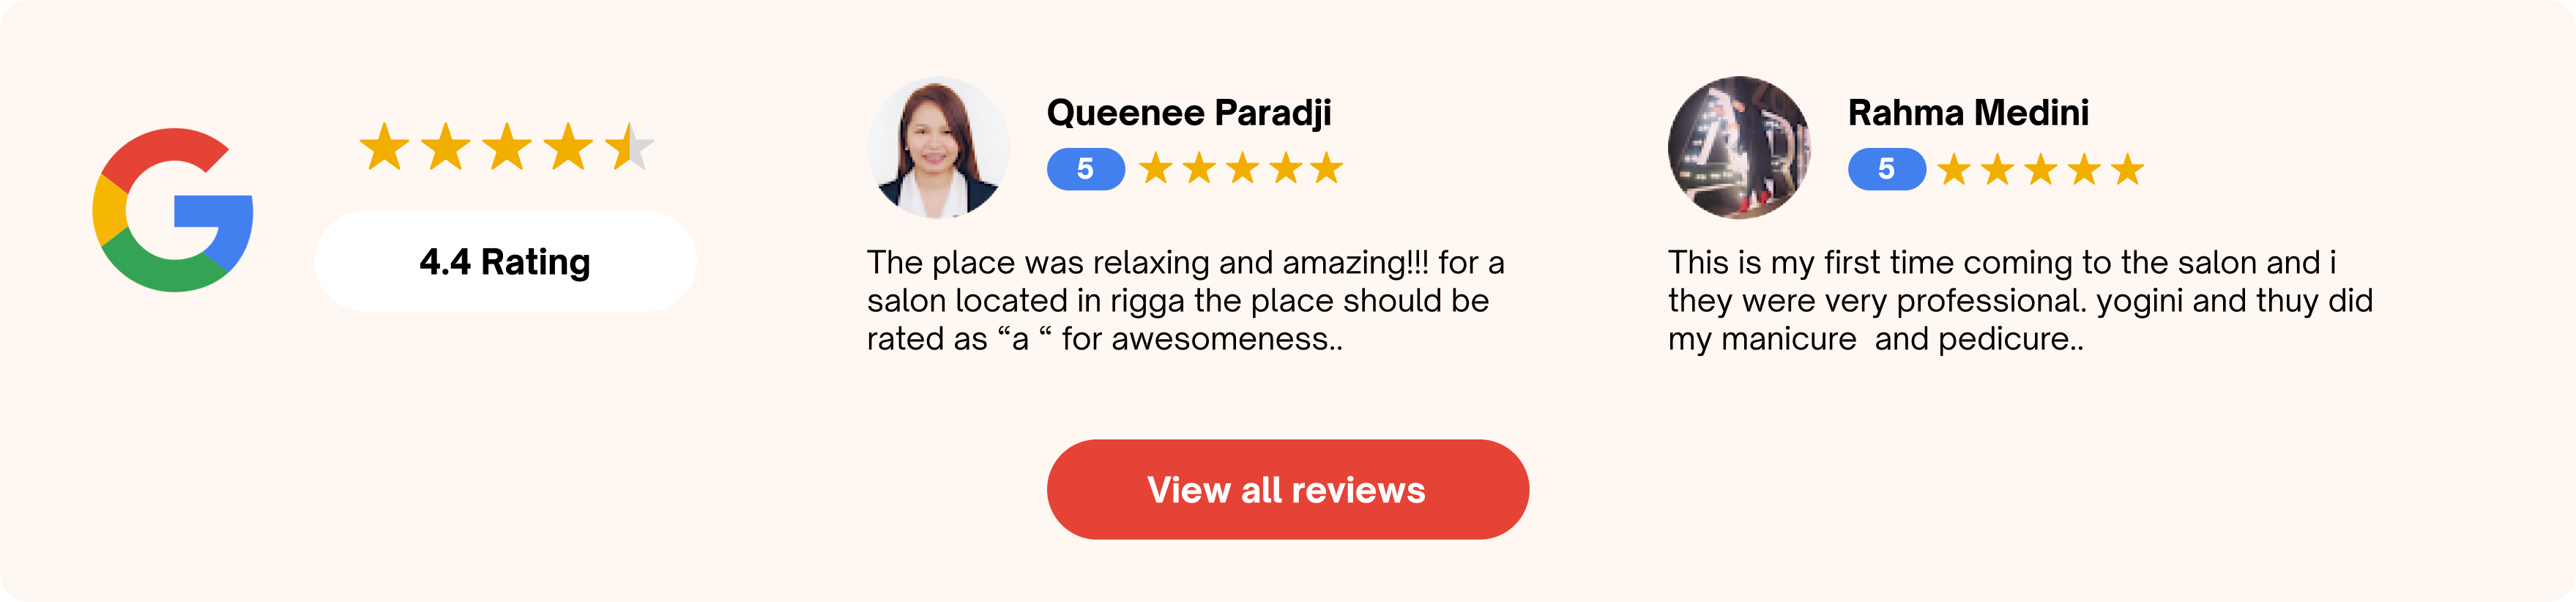 4.4 Rating
Queenee Paradji
5
The place was relaxing and amazing!!! for a
salon located in rigga the place should be
rated as “a “ for awesomeness..
Rahma Medini
5
This is my first time coming to the salon and i
they were very professional. yogini and thuy did
my manicure  and pedicure..
View all reviews